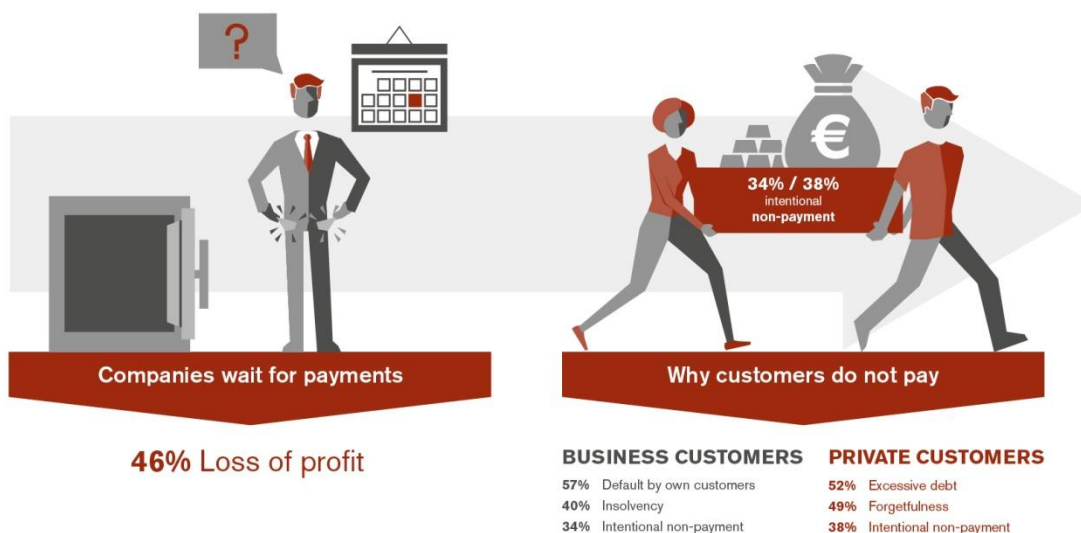 ?
€
34% / 38%
intentional
non-payment
Companies wait for payments
Why customers do not pay
46% Loss of profit
BUSINESS CUSTOMERS
57% Default by own customers
40% Insolvency
34% Intentional non-payment
PRIVATE CUSTOMERS
52% Excessive debt
49% Forgetfulness
38% Intentional non-payment